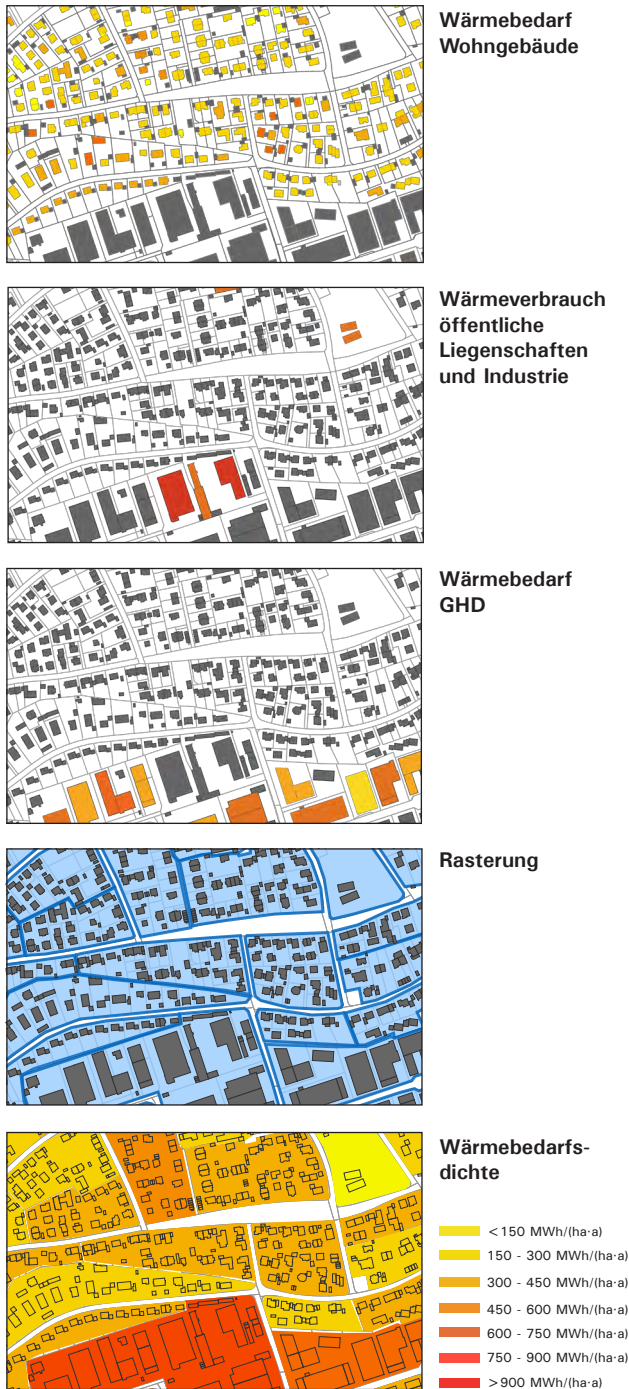 Wärmebedarf
Wohngebäude
Wärmeverbrauch
öffentliche
Liegenschaften
und Industrie
Wärmebedarf
GHD
Rasterung
Wärmebedarfs-
dichte
<150 MWh/(ha·a)
150 - 300 MWh/(ha·a)
300 - 450 MWh/(ha·a)
450 - 600 MWh/(ha·a)
600 - 750 MWh/(ha·a)
750 - 900 MWh/(ha·a)
>900 MWh/(ha·a)